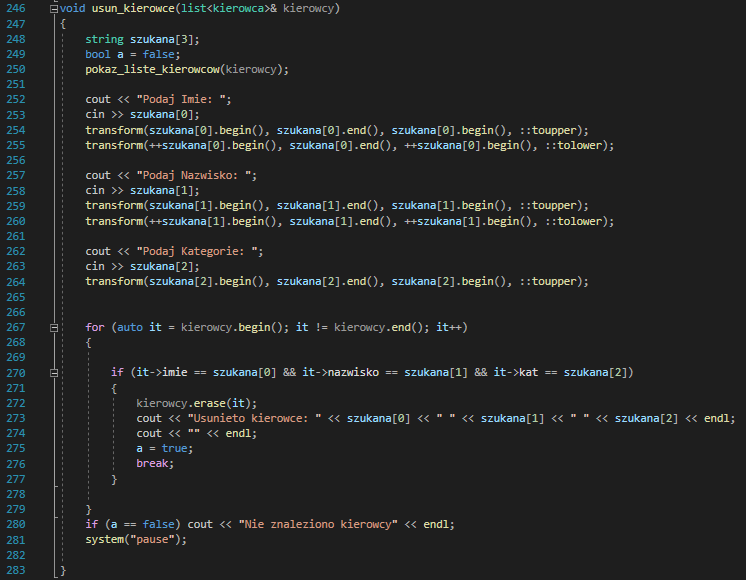 246 void usun_kierowce(list<kierowca>& kierowcy)
247 {
248 string szukana[3];
249 bool a = false;
250 pokaz_liste_kierowcow(kierowcy);
251
252 cout << "Podaj Imie: ";
253 cin >> szukana[0];
254 transform(szukana[0].begin(), szukana[0].end(), szukana[0].begin(), ::toupper);
255 transform(++szukana[0].begin(), szukana[0].end(), ++szukana[0].begin(), ::tolower);
256
257 cout << "Podaj Nazwisko: ";
258 cin >> szukana[1];
259 transform(szukana[1].begin(), szukana[1].end(), szukana[1].begin(), ::toupper);
260 transform(++szukana[1].begin(), szukana[1].end(), ++szukana[1].begin(), ::tolower);
261
262 cout << "Podaj Kategorie: ";
263 cin >> szukana[2];
264 transform(szukana[2].begin(), szukana[2].end(), szukana[2].begin(), ::toupper);
265
266
267 for (auto it = kierowcy.begin(); it != kierowcy.end(); it++)
268 {
269
270 if (it->imie == szukana[0] && it->nazwisko == szukana[1] && it->kat == szukana[2])
271 {
272 kierowcy.erase(it);
273 cout << "Usunieto kierowce: " << szukana[0] << " " << szukana[1] << " " << szukana[2] << endl;
274 cout << "" << endl;
275 a = true;
276 break;
277 }
278
279 }
280 if (a == false) cout << "Nie znaleziono kierowcy" << endl;
281 system("pause");
282
283 }